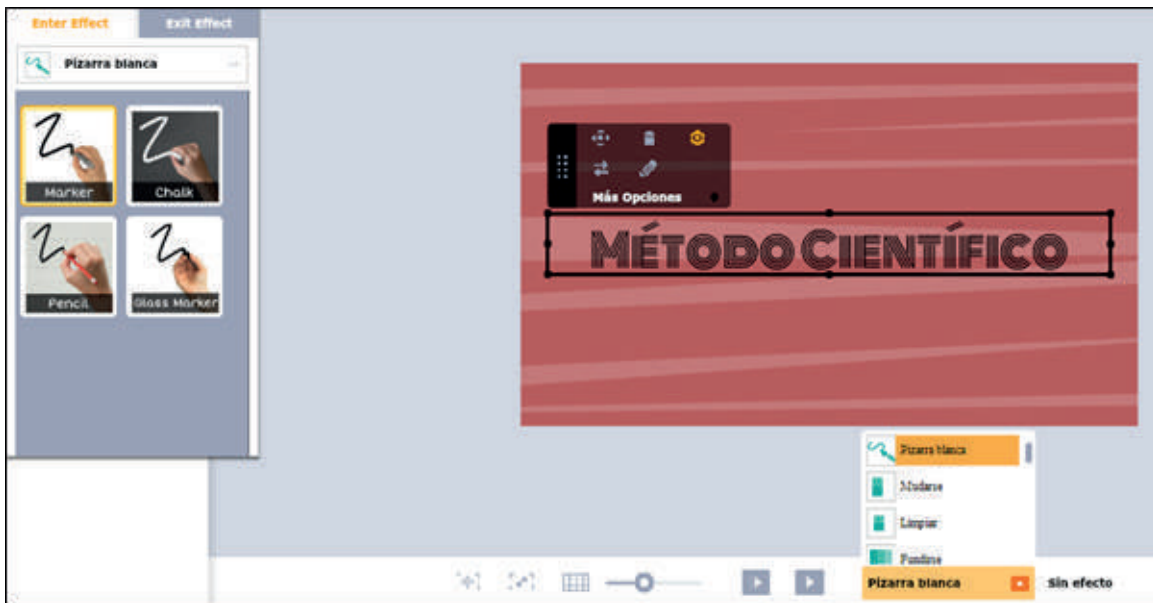 Enter Effect
Exit Effect
Pizarra blanca
Marker
Chalk
Pencil
Glass Marker
Más Opciones
MÉTODO CIENTÍFICO
Pizarra blanca
Mudarse
Limpiar
Fundirse
Pizarra blanca
Sin efecto